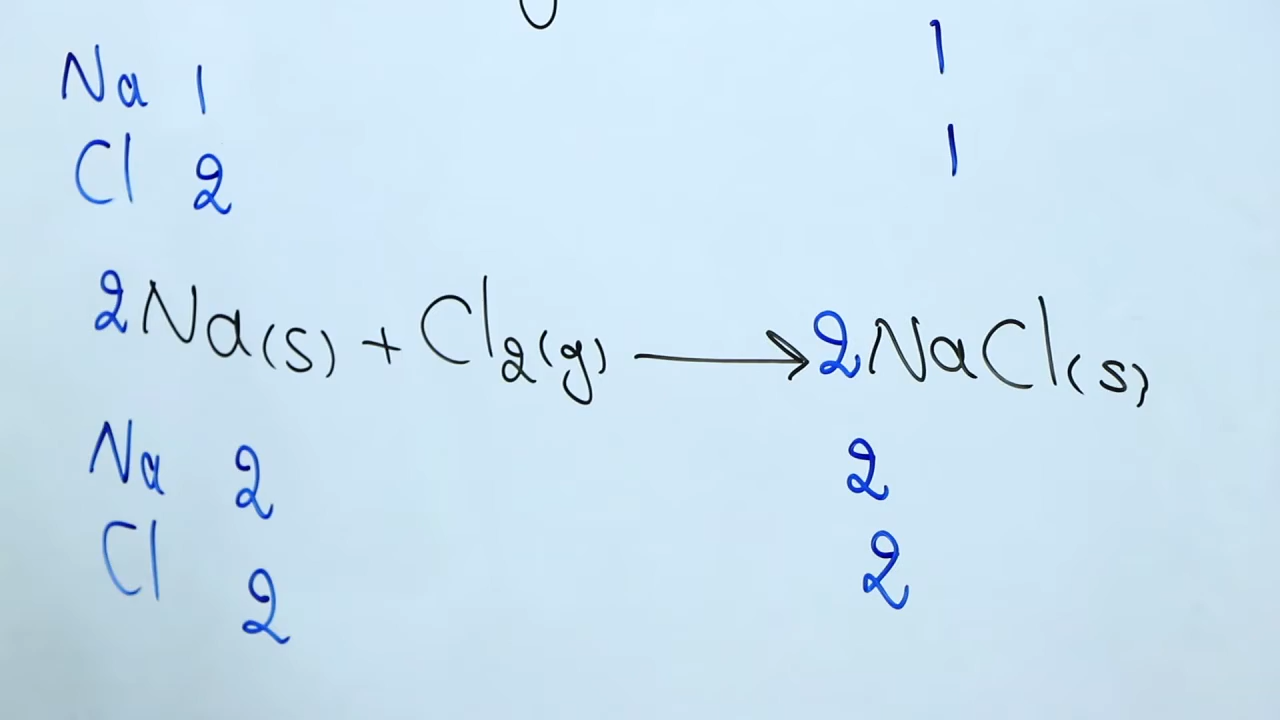 Na 1 1
Cl 2 1
2Na(s) + Cl₂(g) ⟶ 2NaCl(s)
Na 2 2
Cl 2 2